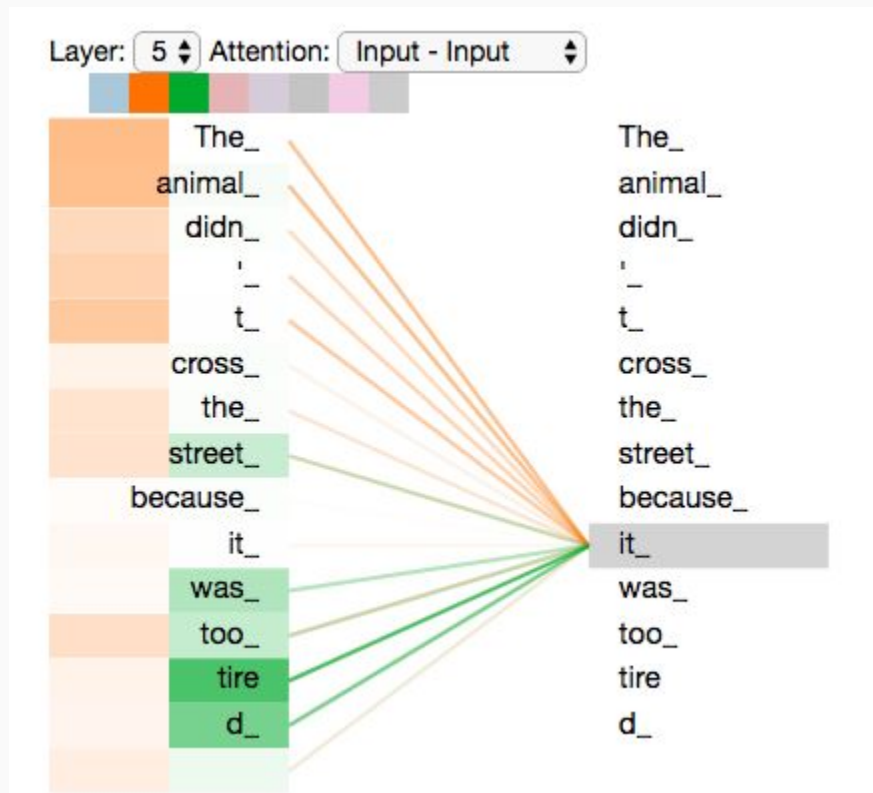 Layer: 5 Attention: Input - Input
The_ The_
animal_ animal_
didn_ didn_
'_ '_
t_ t_
cross_ cross_
the_ the_
street_ street_
because_ because_
it_ it_
was_ was_
too_ too_
tire tire
d_ d_